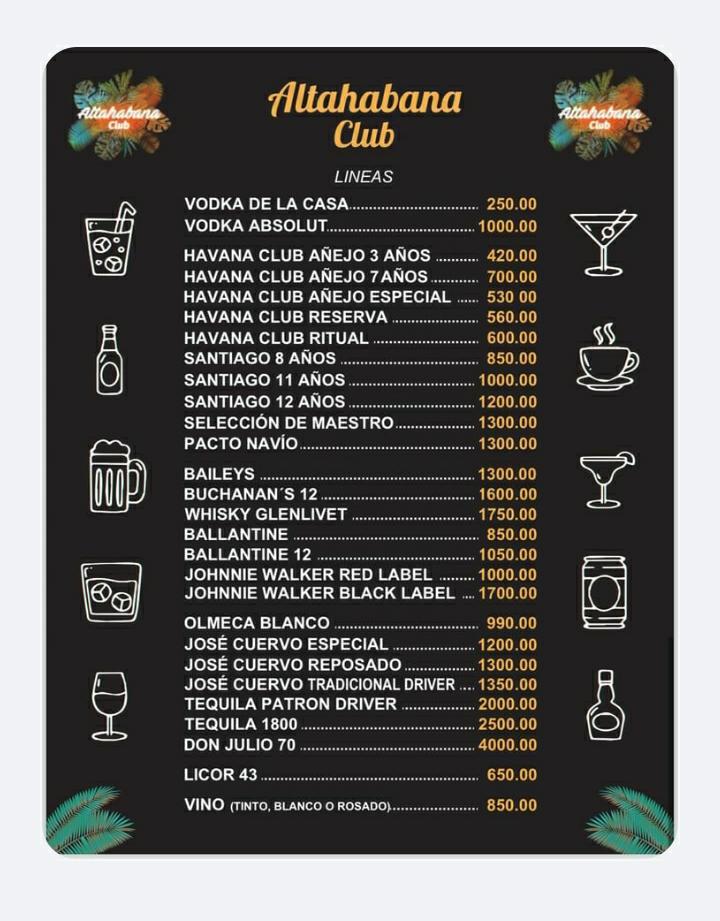 Altahabana
Club
Altahabana
Club
Altahabana
Club
LINEAS
VODKA DE LA CASA........................ 250.00
VODKA ABSOLUT........................ 1000.00
HAVANA CLUB AÑEJO 3 AÑOS ........ 420.00
HAVANA CLUB AÑEJO 7AÑOS........ 700.00
HAVANA CLUB AÑEJO ESPECIAL ..... 530 00
HAVANA CLUB RESERVA ............... 560.00
HAVANA CLUB RITUAL .................. 600.00
SANTIAGO 8 AÑOS ........................ 850.00
SANTIAGO 11 AÑOS ..................... 1000.00
SANTIAGO 12 AÑOS ..................... 1200.00
SELECCIÓN DE MAESTRO............. 1300.00
PACTO NAVÍO............................... 1300.00
BAILEYS ....................................... 1300.00
BUCHANAN´S 12 .......................... 1600.00
WHISKY GLENLIVET ..................... 1750.00
BALLANTINE ................................ 850.00
BALLANTINE 12 ........................... 1050.00
JOHNNIE WALKER RED LABEL ...... 1000.00
JOHNNIE WALKER BLACK LABEL ... 1700.00
OLMECA BLANCO ........................ 990.00
JOSÉ CUERVO ESPECIAL .............. 1200.00
JOSÉ CUERVO REPOSADO............ 1300.00
JOSÉ CUERVO TRADICIONAL DRIVER .... 1350.00
TEQUILA PATRON DRIVER ............ 2000.00
TEQUILA 1800 .............................. 2500.00
DON JULIO 70 .............................. 4000.00
LICOR 43...................................... 650.00
VINO (TINTO, BLANCO O ROSADO)................ 850.00